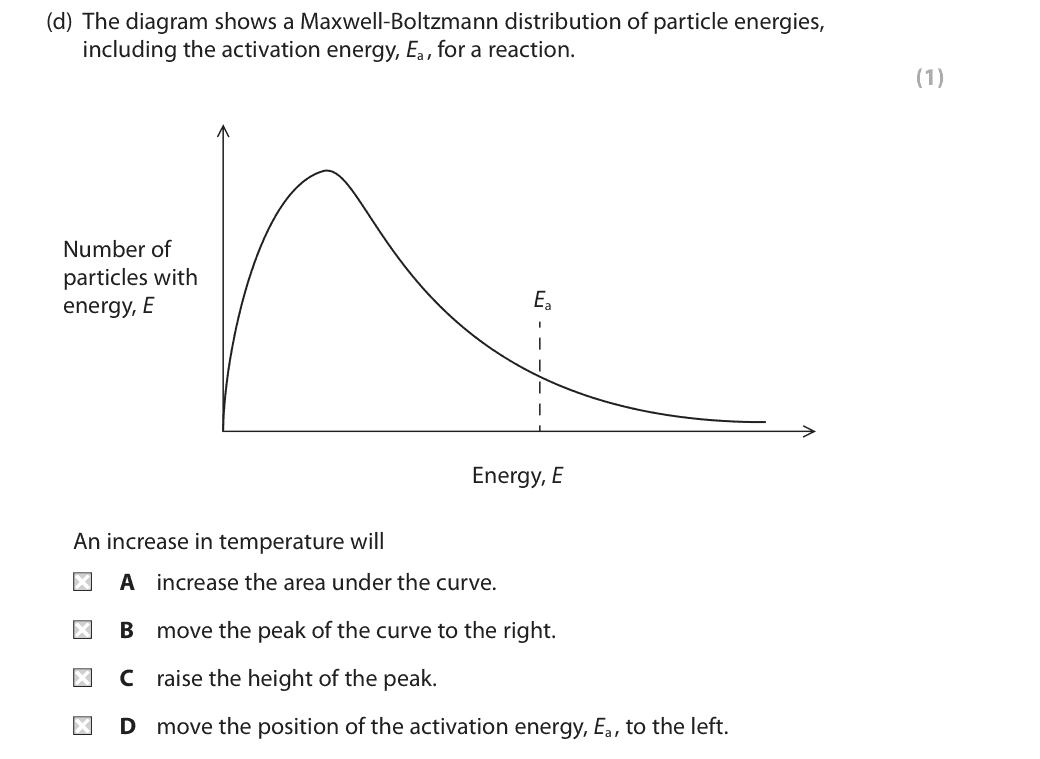 (d) The diagram shows a Maxwell-Boltzmann distribution of particle energies,
including the activation energy, Ea, for a reaction.
(1)
Number of
particles with
energy, E
Ea
Energy, E
An increase in temperature will
A increase the area under the curve.
B move the peak of the curve to the right.
C raise the height of the peak.
D move the position of the activation energy, Ea, to the left.